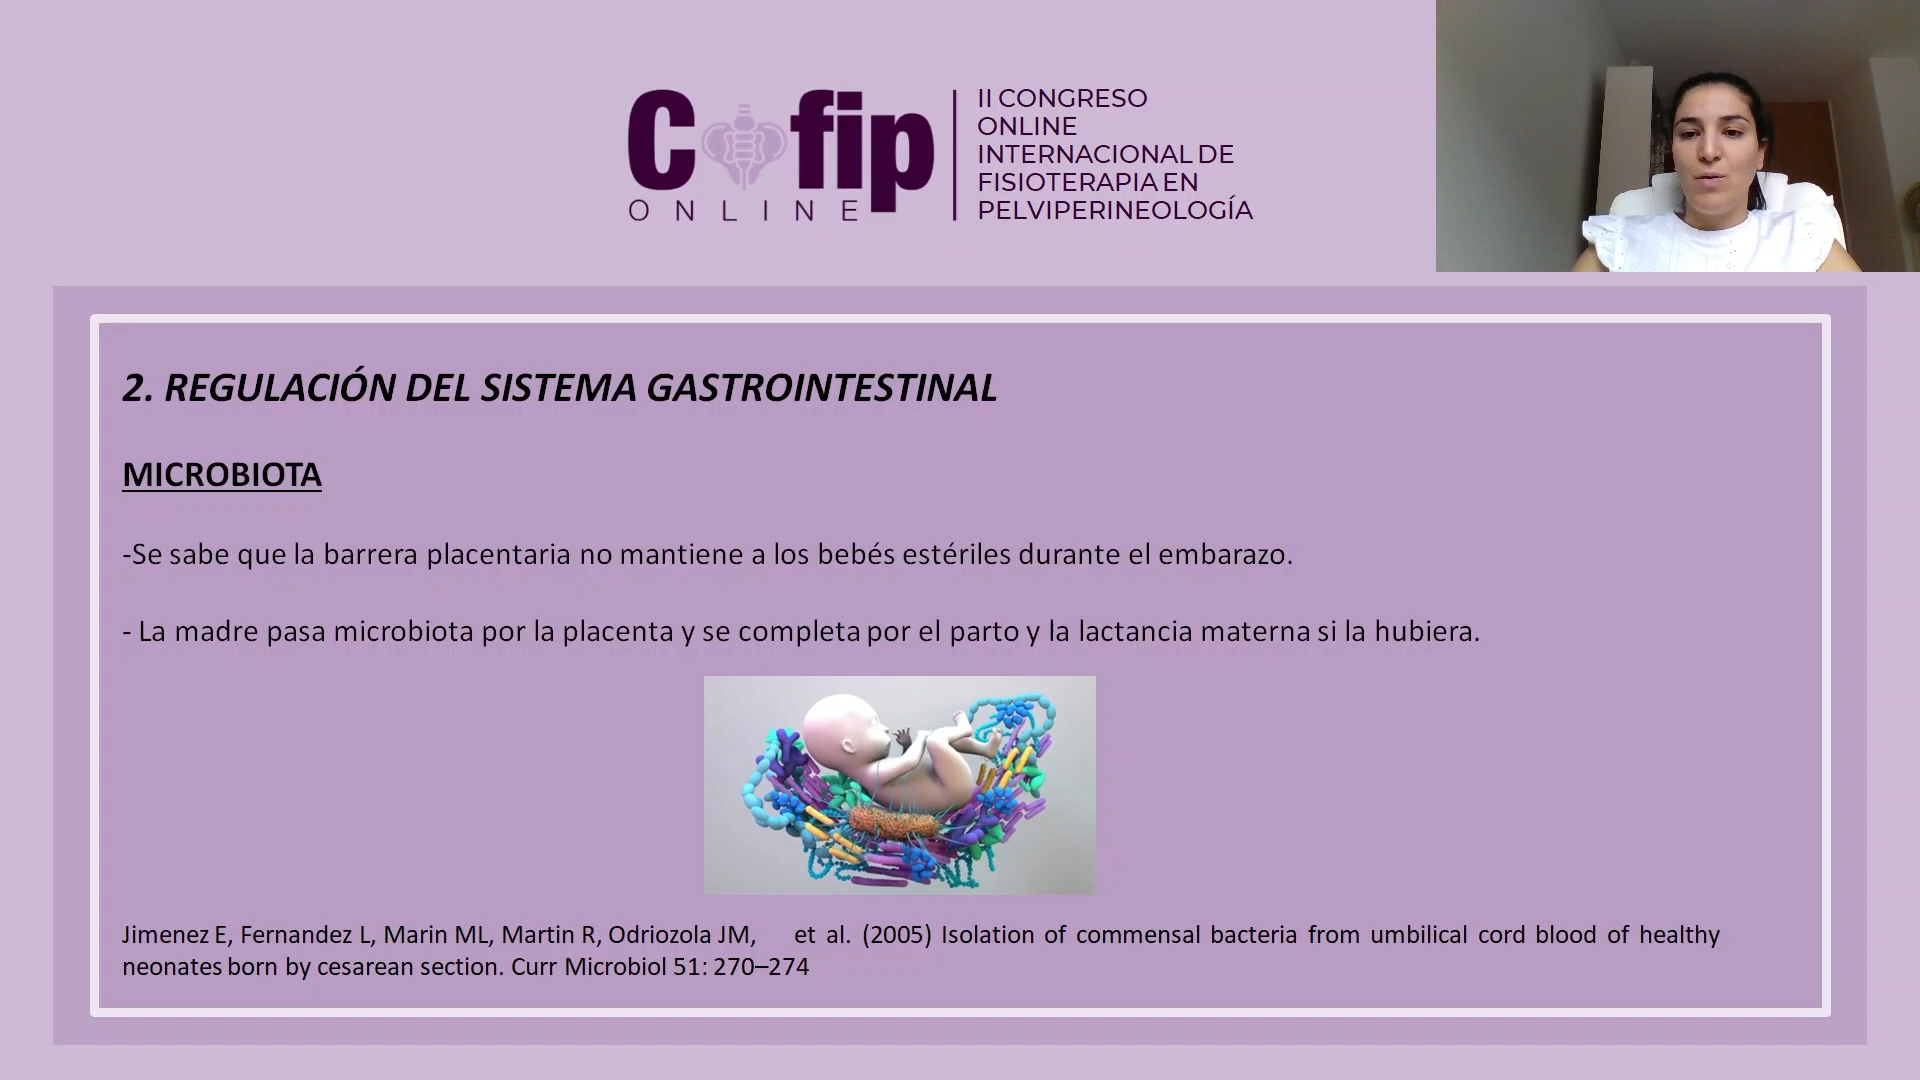 Cofip
ONLINE
II CONGRESO
ONLINE
INTERNACIONAL DE
FISIOTERAPIA EN
PELVIPERINEOLOGÍA
2. REGULACIÓN DEL SISTEMA GASTROINTESTINAL
MICROBIOTA
-Se sabe que la barrera placentaria no mantiene a los bebés estériles durante el embarazo.
- La madre pasa microbiota por la placenta y se completa por el parto y la lactancia materna si la hubiera.
Jimenez E, Fernandez L, Marin ML, Martin R, Odriozola JM, et al. (2005) Isolation of commensal bacteria from umbilical cord blood of healthy
neonates born by cesarean section. Curr Microbiol 51: 270–274